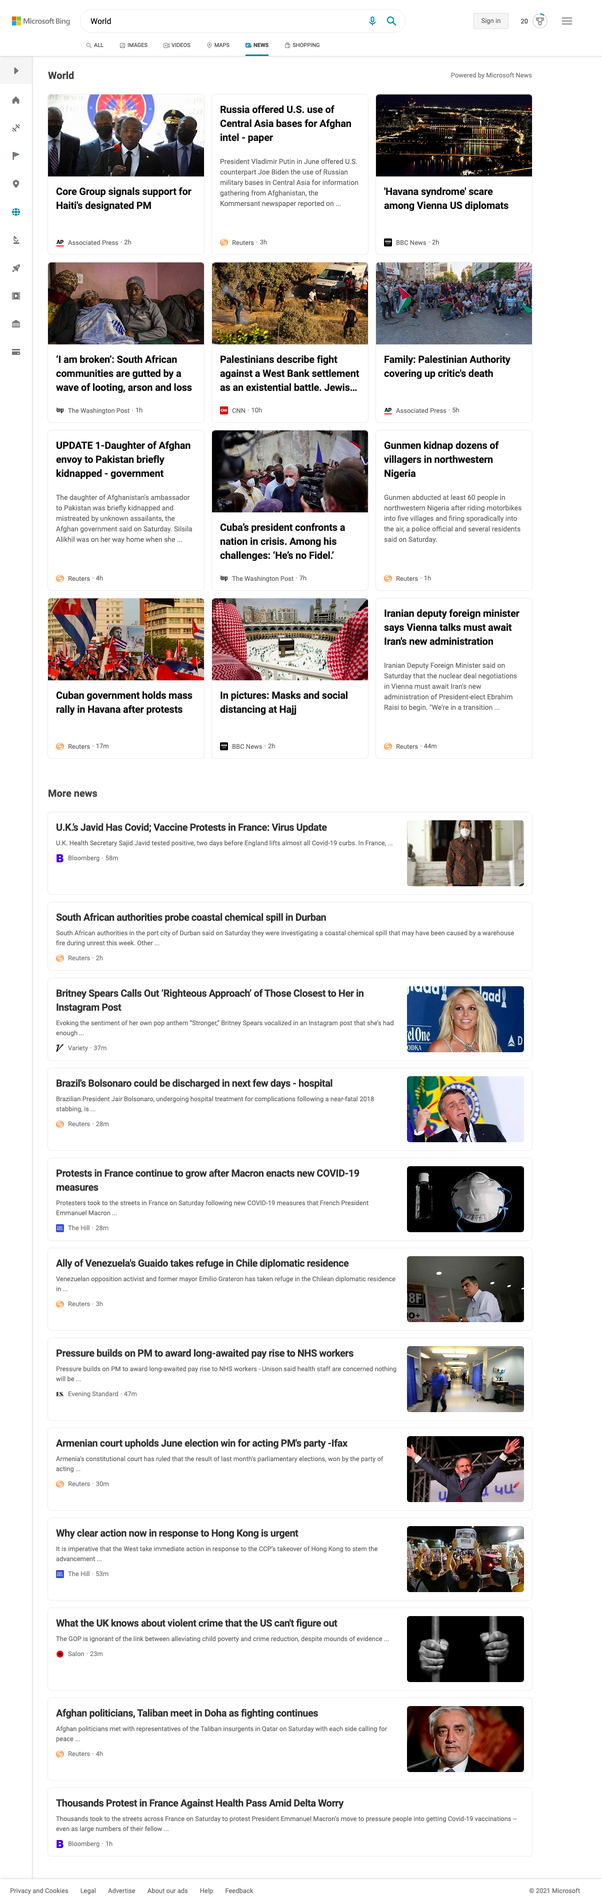 Microsoft Bing
World
Sign in
20
ALL
IMAGES
VIDEOS
MAPS
NEWS
SHOPPING
World
Powered by Microsoft News
Core Group signals support for
Haiti's designated PM
AP Associated Press · 2h
Russia offered U.S. use of
Central Asia bases for Afghan
intel - paper
President Vladimir Putin in June offered U.S.
counterpart Joe Biden the use of Russian
military bases in Central Asia for information
gathering from Afghanistan, the
Kommersant newspaper reported on ...
Reuters · 3h
'Havana syndrome' scare
among Vienna US diplomats
BBC News · 2h
‘I am broken’: South African
communities are gutted by a
wave of looting, arson and loss
wp The Washington Post · 1h
Palestinians describe fight
against a West Bank settlement
as an existential battle. Jewis...
CNN · 10h
Family: Palestinian Authority
covering up critic's death
AP Associated Press · 5h
UPDATE 1-Daughter of Afghan
envoy to Pakistan briefly
kidnapped - government
The daughter of Afghanistan's ambassador
to Pakistan was briefly kidnapped and
mistreated by unknown assailants, the
Afghan government said on Saturday. Silsila
Alikhil was on her way home when she ...
Reuters · 4h
Cuba’s president confronts a
nation in crisis. Among his
challenges: ‘He’s no Fidel.’
wp The Washington Post · 7h
Gunmen kidnap dozens of
villagers in northwestern
Nigeria
Gunmen abducted at least 60 people in
northwestern Nigeria after riding motorbikes
into five villages and firing sporadically into
the air, a police official and several residents
said on Saturday.
Reuters · 1h
Cuban government holds mass
rally in Havana after protests
Reuters · 17m
In pictures: Masks and social
distancing at Hajj
BBC News · 2h
Iranian deputy foreign minister
says Vienna talks must await
Iran's new administration
Iranian Deputy Foreign Minister said on
Saturday that the nuclear deal negotiations
in Vienna must await Iran's new
administration of President-elect Ebrahim
Raisi to begin. "We're in a transition ...
Reuters · 44m
More news
U.K.'s Javid Has Covid; Vaccine Protests in France: Virus Update
U.K. Health Secretary Sajid Javid tested positive, two days before England lifts almost all Covid-19 curbs. In France, ...
B Bloomberg · 58m
South African authorities probe coastal chemical spill in Durban
South African authorities in the port city of Durban said on Saturday they were investigating a coastal chemical spill that may have been caused by a warehouse
fire during unrest this week. Other ...
Reuters · 2h
Britney Spears Calls Out ‘Righteous Approach’ of Those Closest to Her in
Instagram Post
Evoking the sentiment of her own pop anthem “Stronger,” Britney Spears vocalized in an Instagram post that she's had
enough ...
V Variety · 37m
Brazil's Bolsonaro could be discharged in next few days - hospital
Brazilian President Jair Bolsonaro, undergoing hospital treatment for complications following a near-fatal 2018
stabbing, is ...
Reuters · 28m
Protests in France continue to grow after Macron enacts new COVID-19
measures
Protesters took to the streets in France on Saturday following new COVID-19 measures that French President
Emmanuel Macron ...
The Hill · 28m
Ally of Venezuela's Guaido takes refuge in Chile diplomatic residence
Venezuelan opposition activist and former mayor Emilio Grateron has taken refuge in the Chilean diplomatic residence
in ...
Reuters · 3h
Pressure builds on PM to award long-awaited pay rise to NHS workers
Pressure builds on PM to award long-awaited pay rise to NHS workers - Unison said health staff are concerned nothing
will be ...
ES. Evening Standard · 47m
Armenian court upholds June election win for acting PM's party -Ifax
Armenia's constitutional court has ruled that the result of last month's parliamentary elections, won by the party of
acting ...
Reuters · 30m
Why clear action now in response to Hong Kong is urgent
It is imperative that the West take immediate action in response to the CCP's takeover of Hong Kong to stem the
advancement ...
The Hill · 53m
What the UK knows about violent crime that the US can't figure out
The GOP is ignorant of the link between alleviating child poverty and crime reduction, despite mounds of evidence ...
Salon · 23m
Afghan politicians, Taliban meet in Doha as fighting continues
Afghan politicians met with representatives of the Taliban insurgents in Qatar on Saturday with each side calling for
peace ...
Reuters · 4h
Thousands Protest in France Against Health Pass Amid Delta Worry
Thousands took to the streets across France on Saturday to protest President Emmanuel Macron's move to pressure people into getting Covid-19 vaccinations –
even as large numbers of their fellow ...
B Bloomberg · 1h
Privacy and Cookies
Legal
Advertise
About our ads
Help
Feedback
© 2021 Microsoft